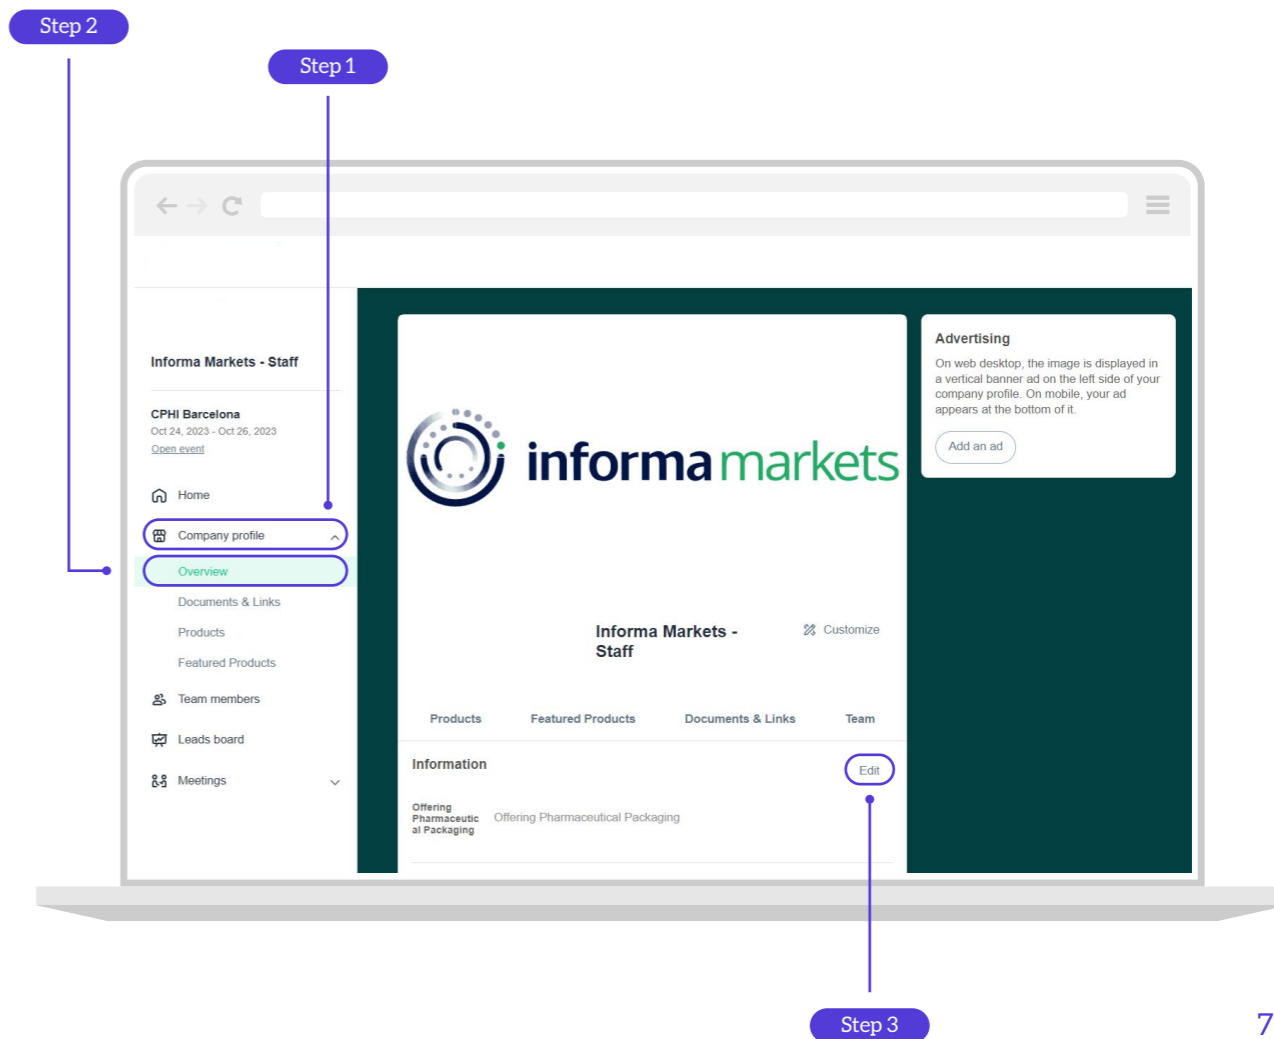 Step 2
Step 1
Informa Markets - Staff
CPHI Barcelona
Oct 24, 2023 - Oct 26, 2023
Open event
Home
Company profile
Overview
Documents & Links
Products
Featured Products
Team members
Leads board
Meetings
informa markets
Informa Markets -
Staff
Customize
Products
Featured Products
Documents & Links
Team
Information
Edit
Offering
Pharmaceutic
al Packaging
Offering Pharmaceutical Packaging
Advertising
On web desktop, the image is displayed in
a vertical banner ad on the left side of your
company profile. On mobile, your ad
appears at the bottom of it.
Add an ad
Step 3
7